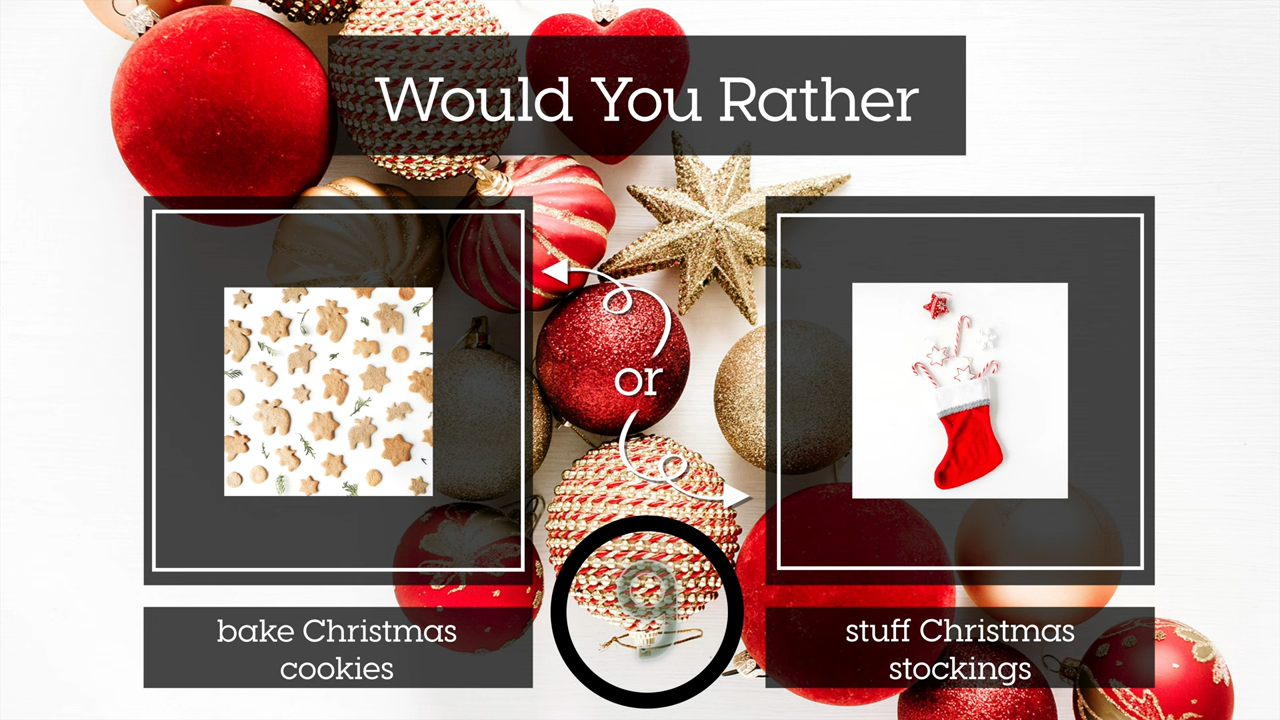 Would You Rather
or
bake Christmas
cookies
9
stuff Christmas
stockings